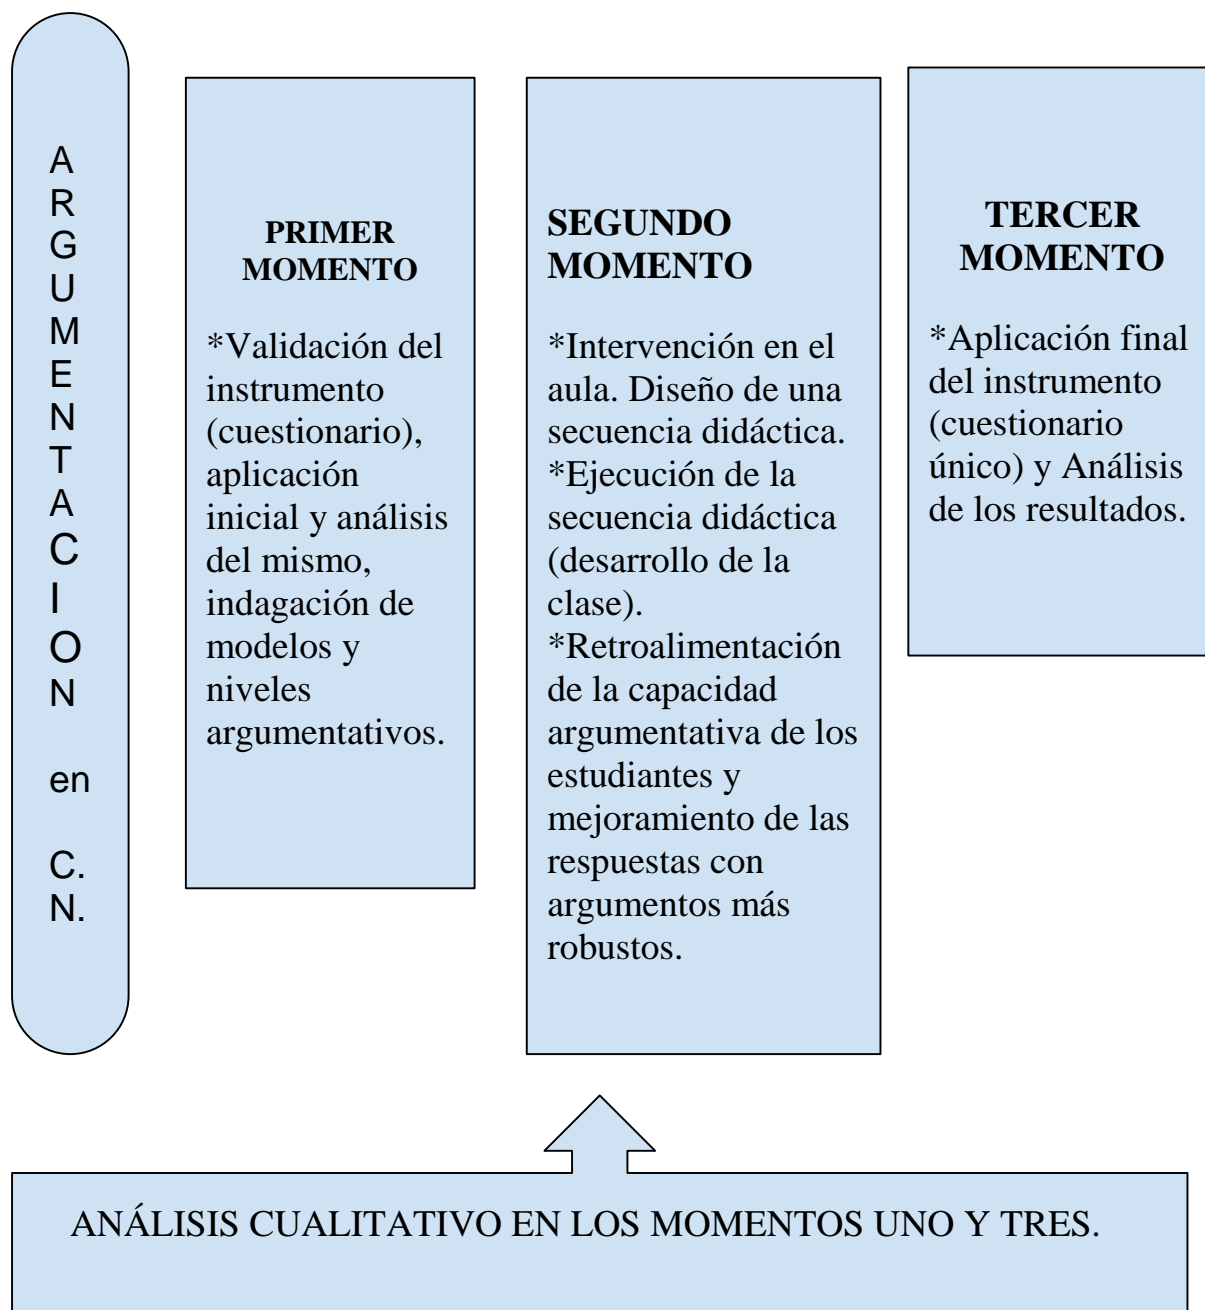 A
R
G
U
M
E
N
T
A
C
I
O
N
en
C.
N.
PRIMER
MOMENTO
*Validación del
instrumento
(cuestionario),
aplicación
inicial y análisis
del mismo,
indagación de
modelos y
niveles
argumentativos.
SEGUNDO
MOMENTO
*Intervención en el
aula. Diseño de una
secuencia didáctica.
*Ejecución de la
secuencia didáctica
(desarrollo de la
clase).
*Retroalimentación
de la capacidad
argumentativa de los
estudiantes y
mejoramiento de las
respuestas con
argumentos más
robustos.
TERCER
MOMENTO
*Aplicación final
del instrumento
(cuestionario
único) y Análisis
de los resultados.
ANÁLISIS CUALITATIVO EN LOS MOMENTOS UNO Y TRES.